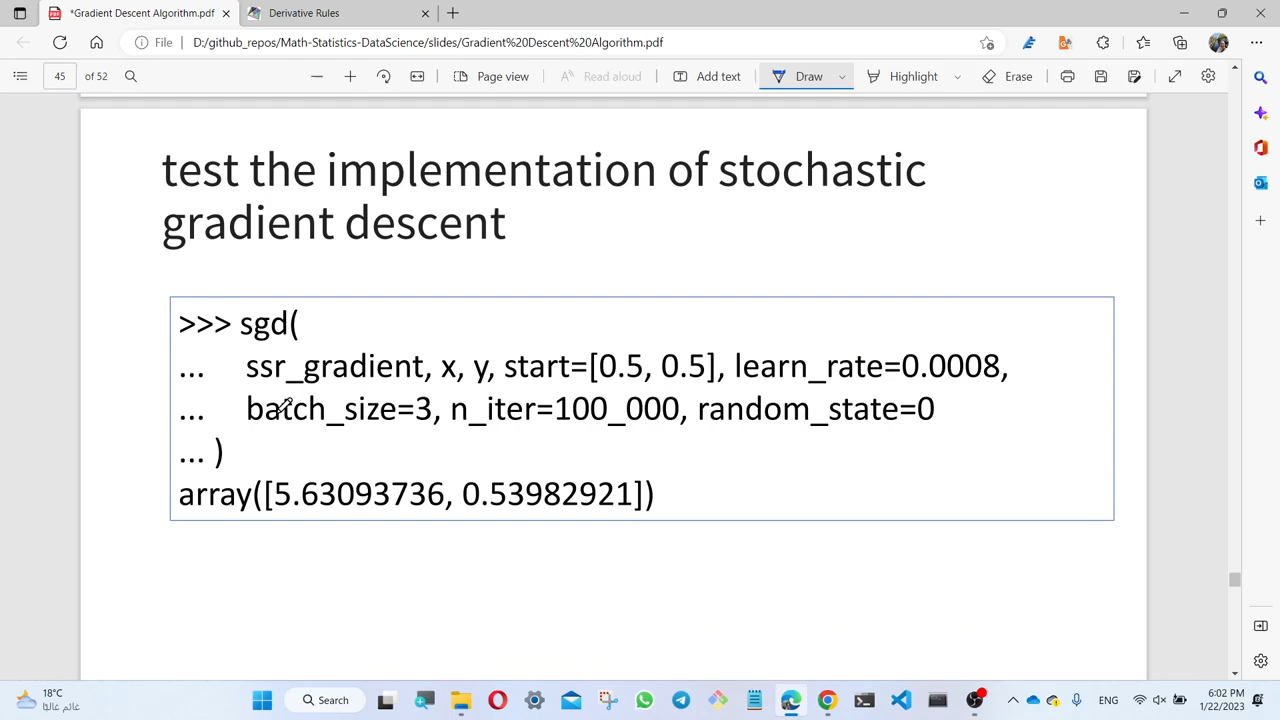 *Gradient Descent Algorithm.pdf
Derivative Rules
File
D:/github_repos/Math-Statistics-DataScience/slides/Gradient%20Descent%20Algorithm.pdf
45 of 52
Page view
Read aloud
Add text
Draw
Highlight
Erase
test the implementation of stochastic
gradient descent
>>> sgd(
... ssr_gradient, x, y, start=[0.5, 0.5], learn_rate=0.0008,
... batch_size=3, n_iter=100_000, random_state=0
... )
array([5.63093736, 0.53982921])
18°C
غائم غالبا
Search
ENG
6:02 PM
1/22/2023